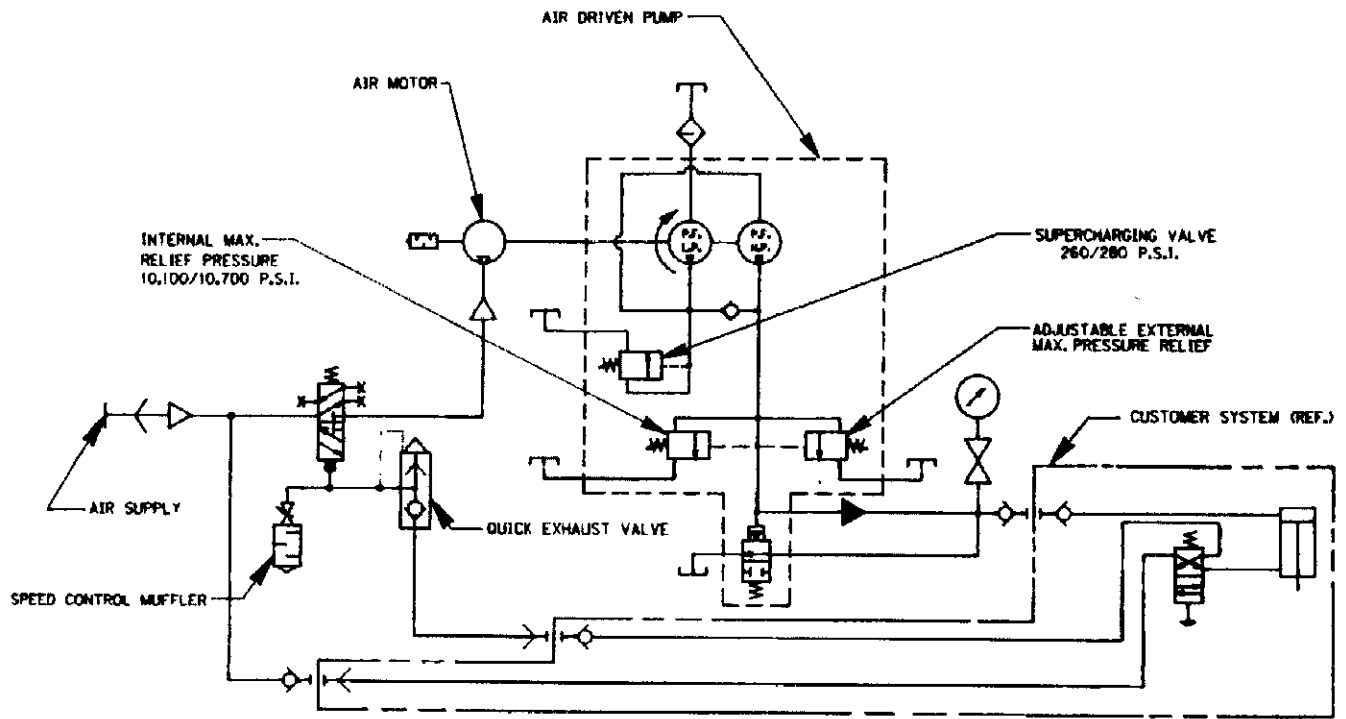 AIR DRIVEN PUMP
AIR MOTOR
P.F.
L.P.
P.F.
H.P.
INTERNAL MAX.
RELIEF PRESSURE
10,100/10,700 P.S.I.
SUPERCHARGING VALVE
260/280 P.S.I.
ADJUSTABLE EXTERNAL
MAX. PRESSURE RELIEF
CUSTOMER SYSTEM (REF.)
AIR SUPPLY
QUICK EXHAUST VALVE
SPEED CONTROL MUFFLER